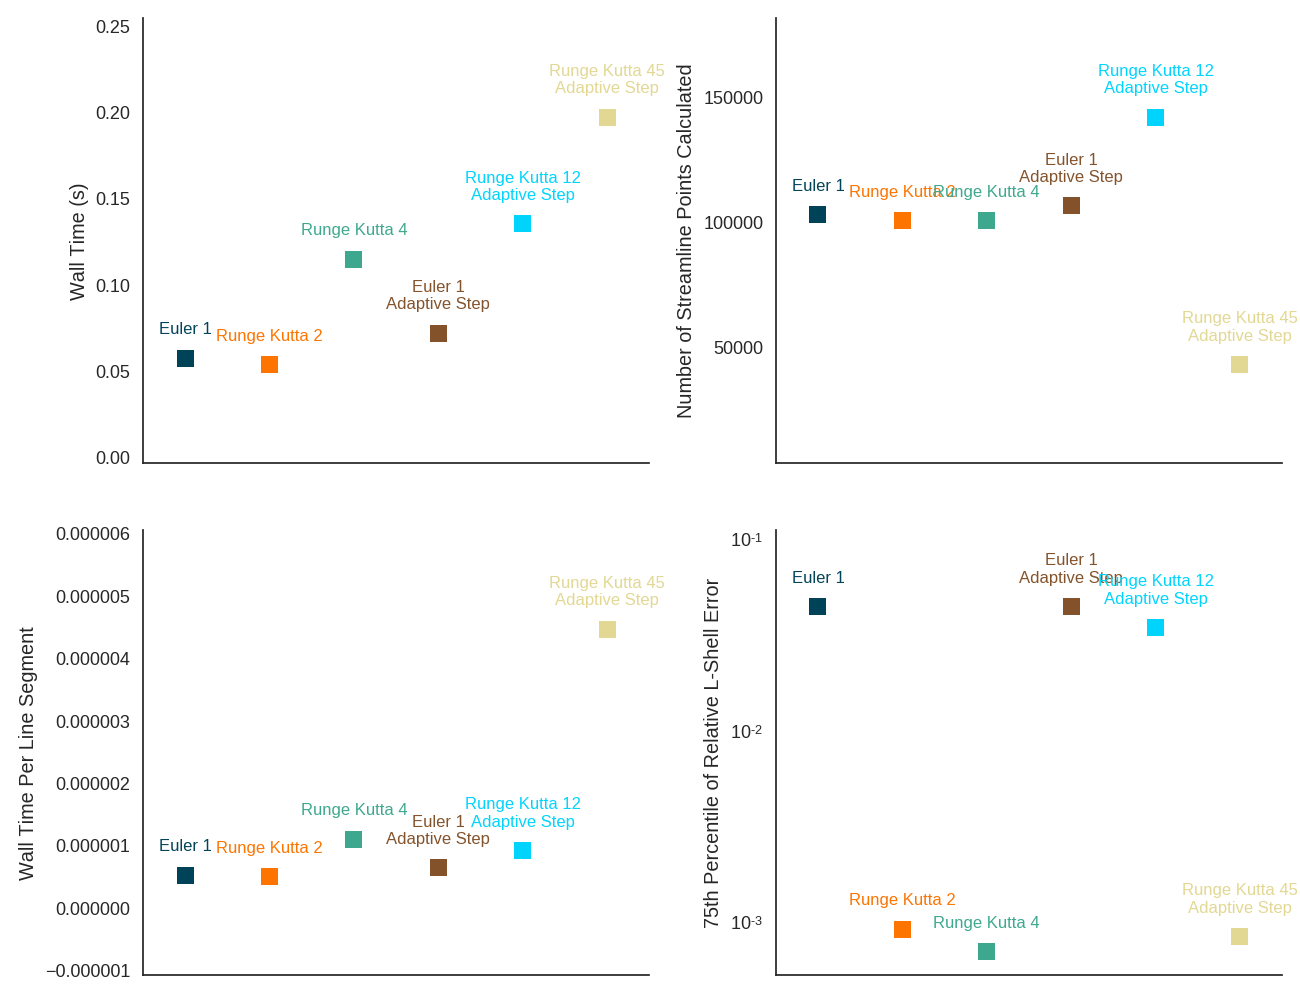 0.25
0.20
0.15
0.10
0.05
0.00
Wall Time (s)
Euler 1
Runge Kutta 2
Runge Kutta 4
Euler 1
Adaptive Step
Runge Kutta 12
Adaptive Step
Runge Kutta 45
Adaptive Step
150000
100000
50000
Number of Streamline Points Calculated
Euler 1
Runge Kutta 2
Runge Kutta 4
Euler 1
Adaptive Step
Runge Kutta 12
Adaptive Step
Runge Kutta 45
Adaptive Step
0.000006
0.000005
0.000004
0.000003
0.000002
0.000001
0.000000
−0.000001
Wall Time Per Line Segment
Euler 1
Runge Kutta 2
Runge Kutta 4
Euler 1
Adaptive Step
Runge Kutta 12
Adaptive Step
Runge Kutta 45
Adaptive Step
10⁻¹
10⁻²
10⁻³
75th Percentile of Relative L-Shell Error
Euler 1
Runge Kutta 2
Runge Kutta 4
Euler 1
Adaptive Step
Runge Kutta 12
Adaptive Step
Runge Kutta 45
Adaptive Step